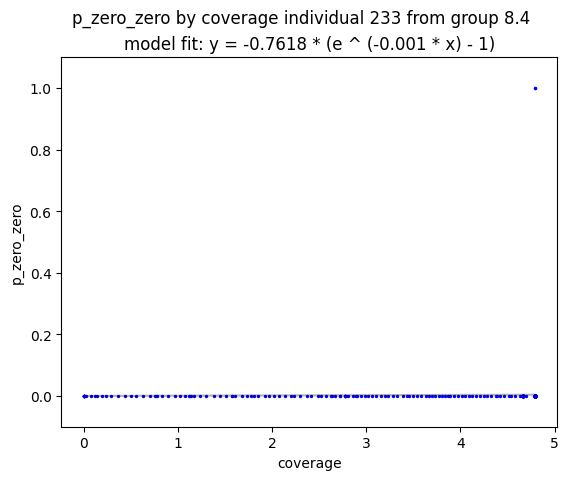 p_zero_zero by coverage individual 233 from group 8.4
model fit: y = -0.7618 * (e ^ (-0.001 * x) - 1)
1.0
0.8
0.6
0.4
0.2
0.0
p_zero_zero
0 1 2 3 4 5
coverage